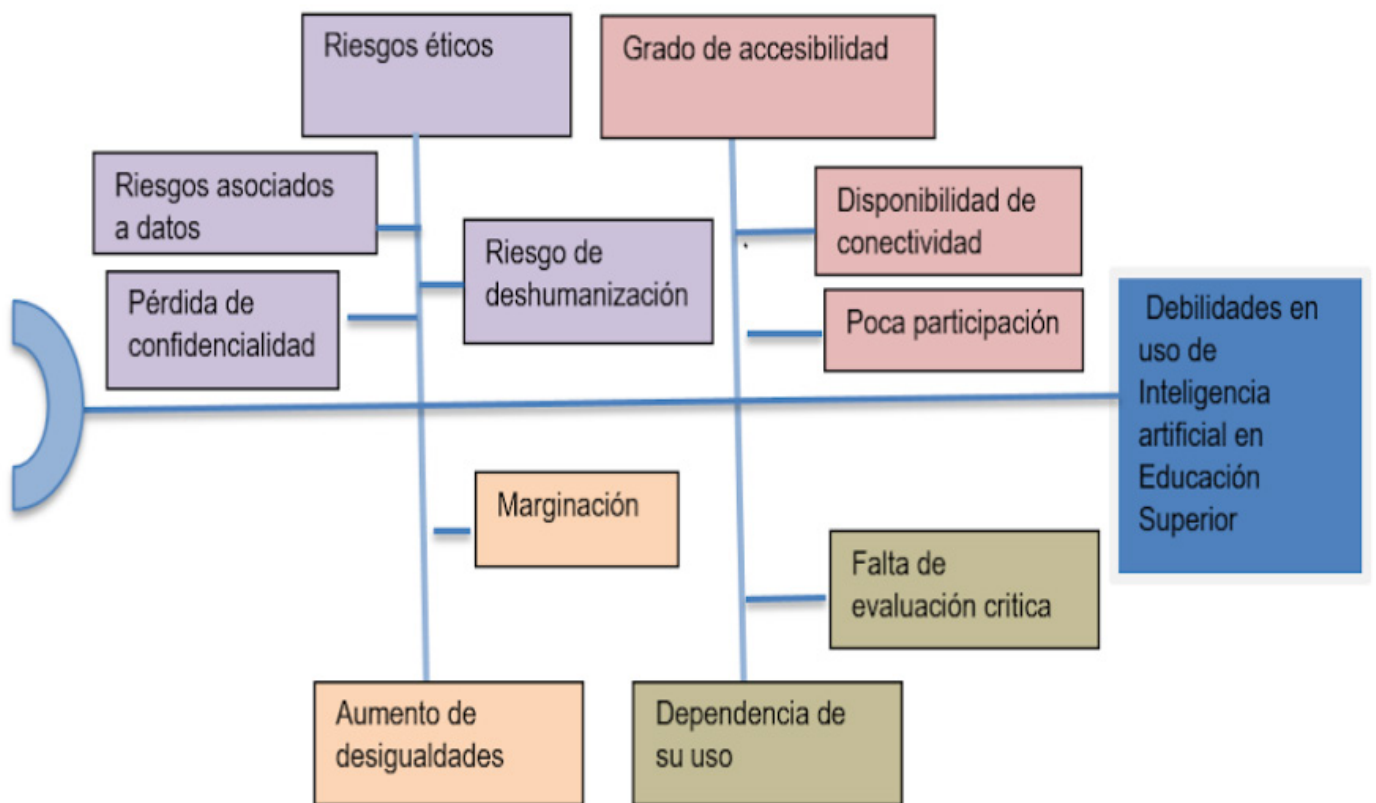 Riesgos éticos
Grado de accesibilidad
Riesgos asociados
a datos
Disponibilidad de
conectividad
Riesgo de
deshumanización
Pérdida de
confidencialidad
Poca participación
Debilidades en
uso de
Inteligencia
artificial en
Educación
Superior
Marginación
Falta de
evaluación critica
Aumento de
desigualdades
Dependencia de
su uso